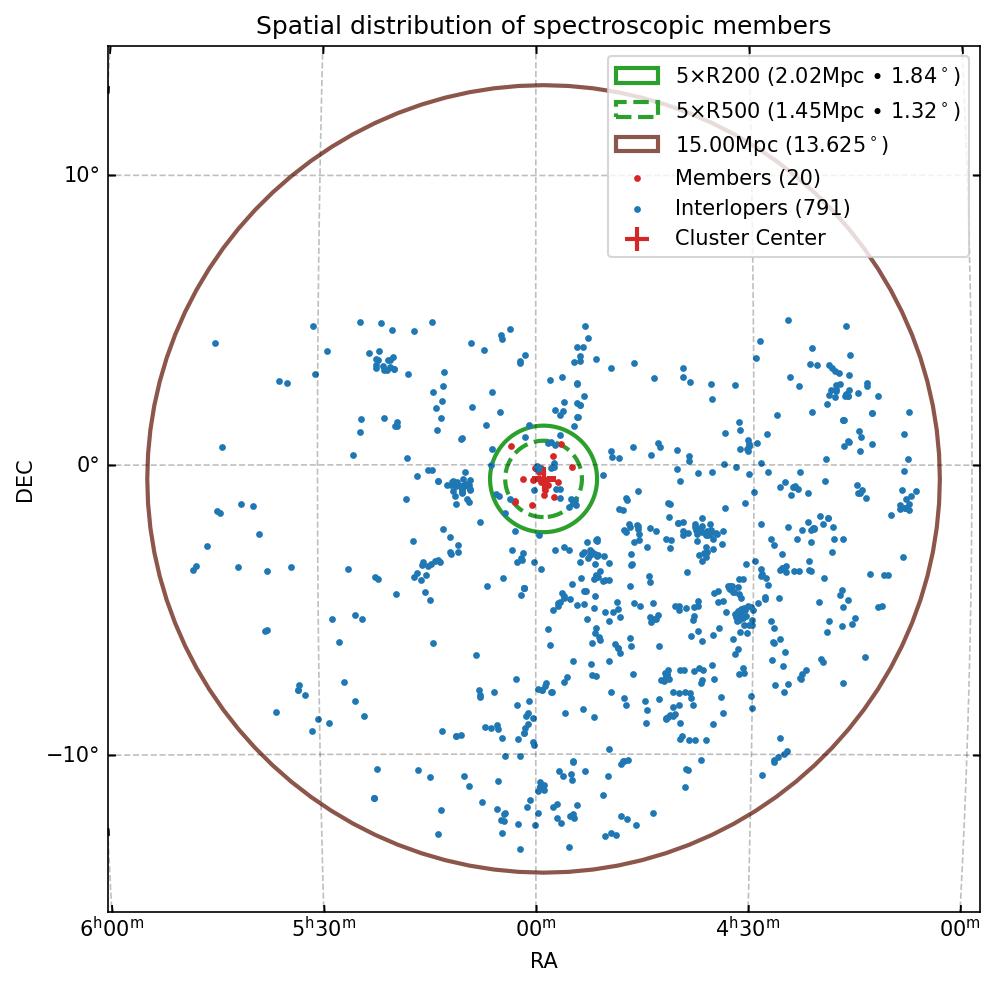 Spatial distribution of spectroscopic members
5×R200 (2.02Mpc • 1.84°)
5×R500 (1.45Mpc • 1.32°)
15.00Mpc (13.625°)
Members (20)
Interlopers (791)
Cluster Center
10°
0°
−10°
DEC
6ʰ00ᵐ 5ʰ30ᵐ 00ᵐ 4ʰ30ᵐ 00ᵐ
RA